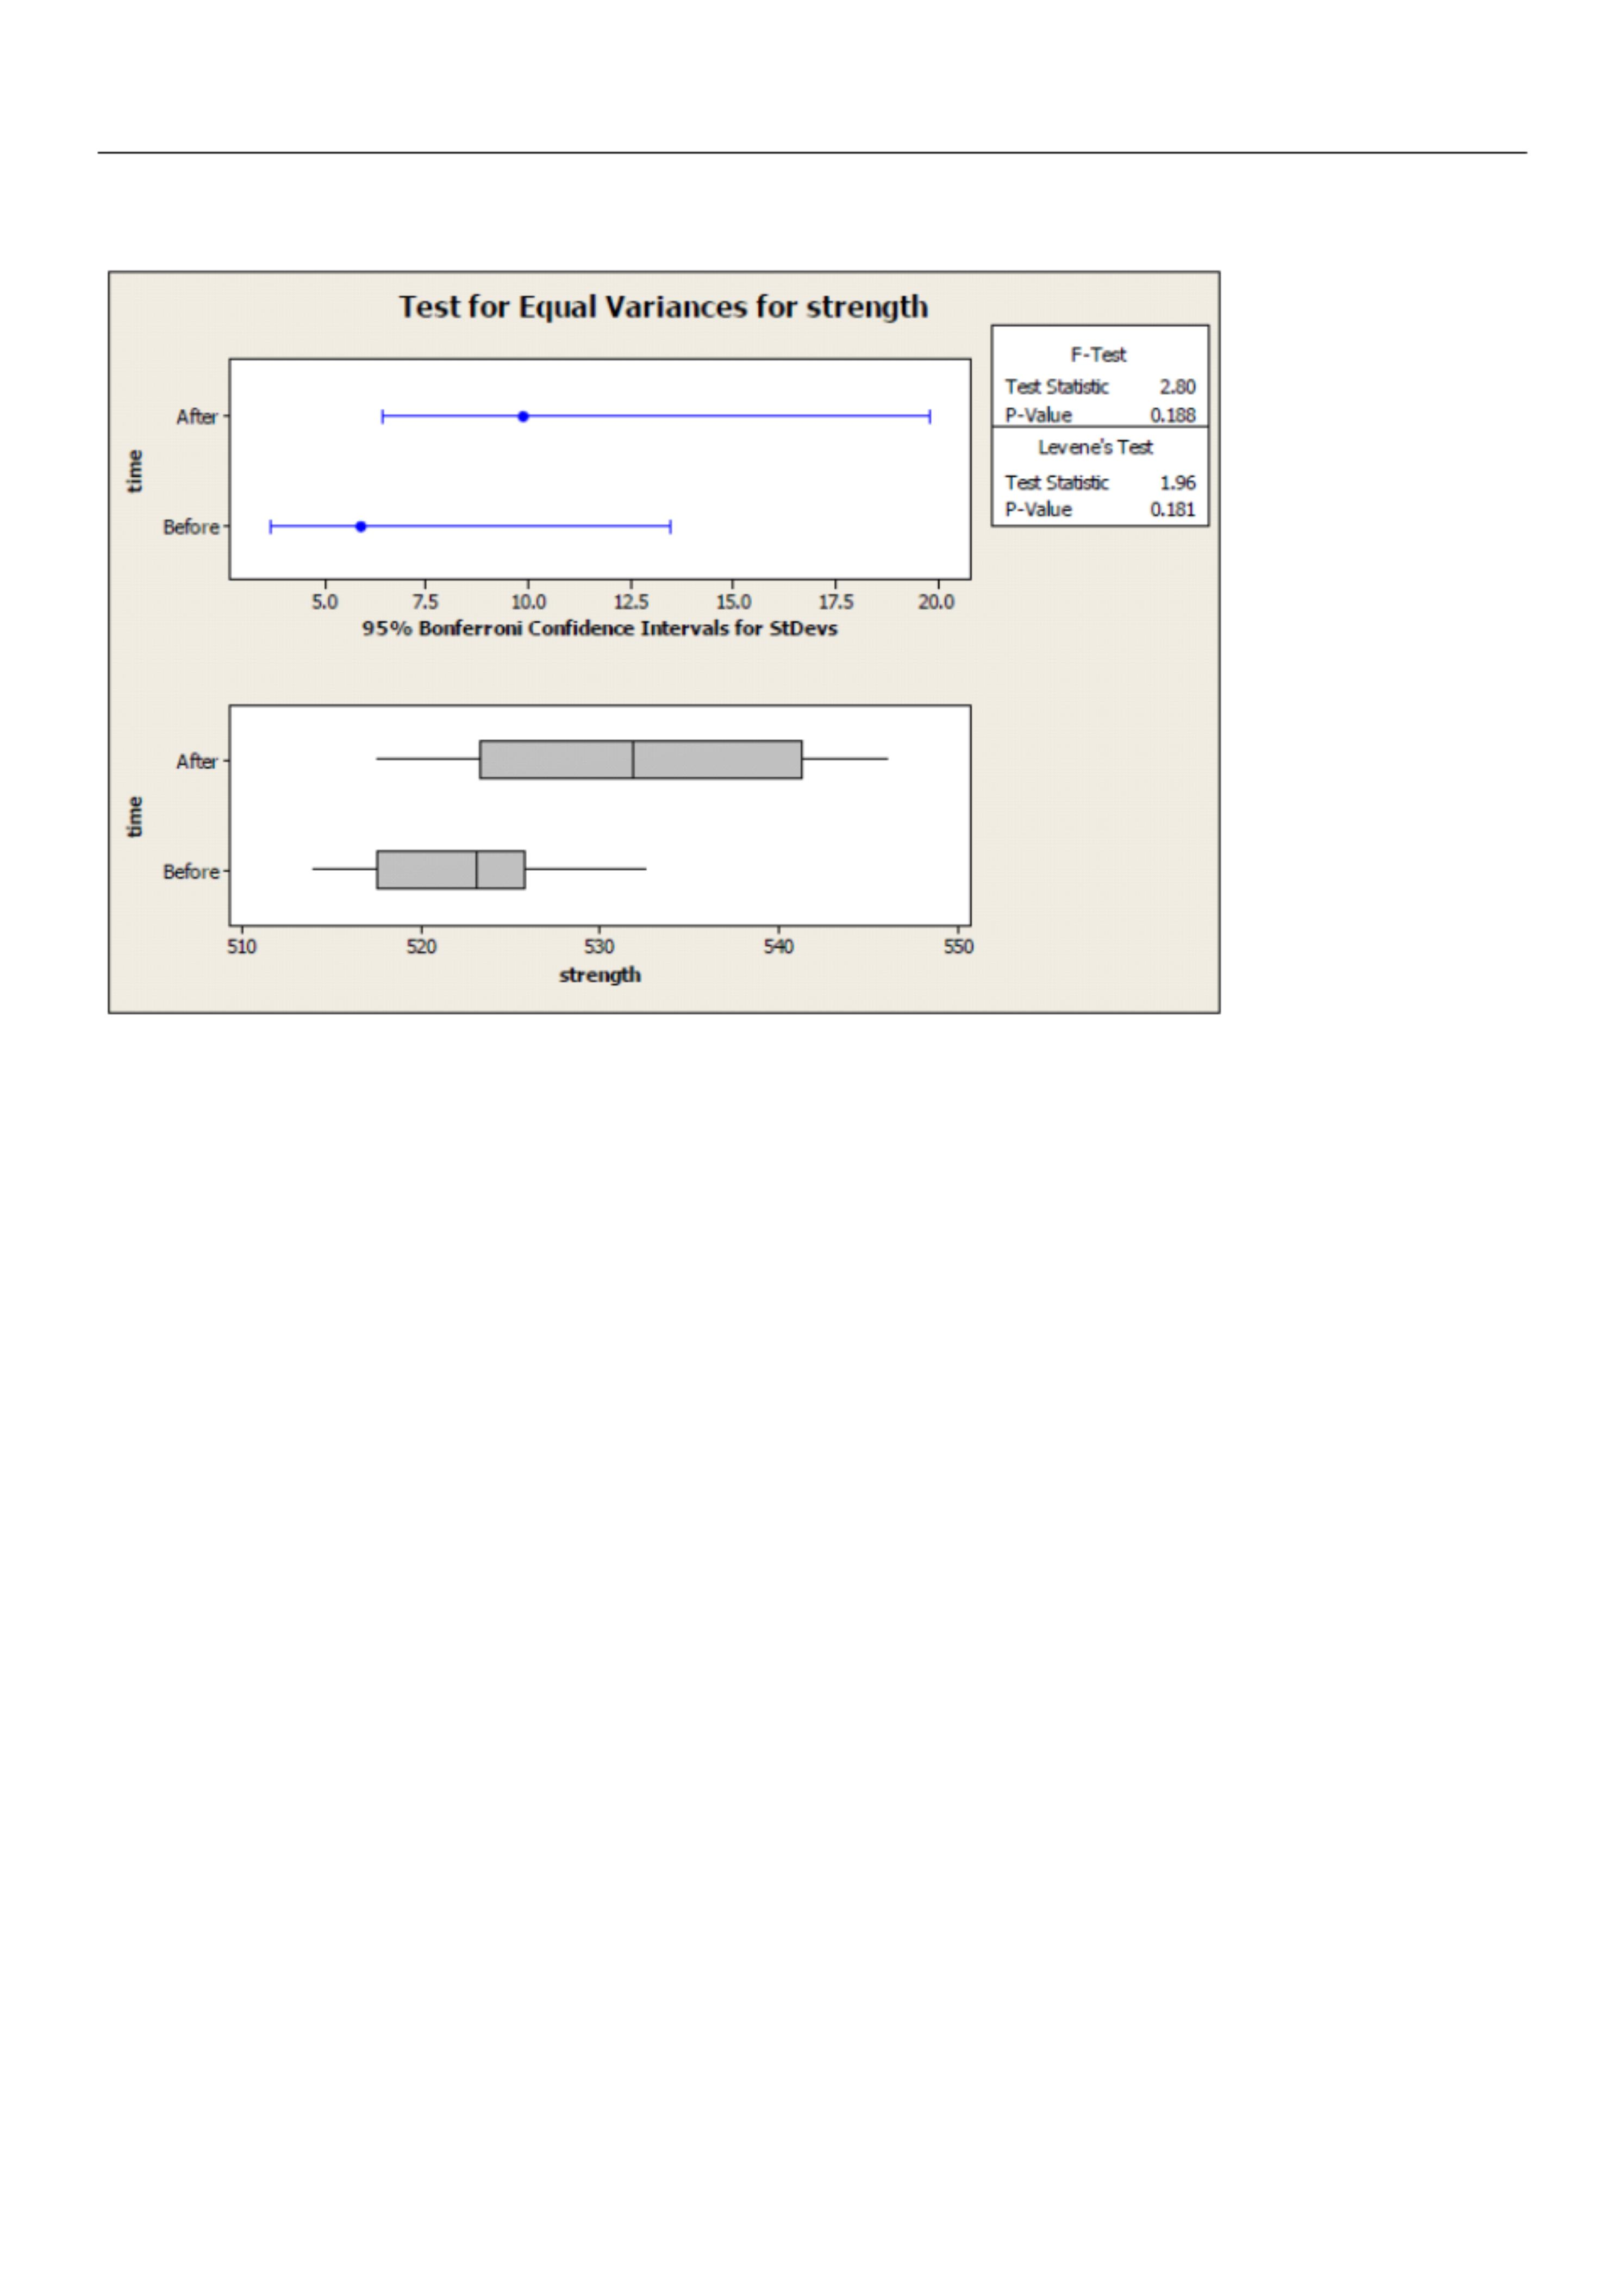 Test for Equal Variances for strength
F-Test
Test Statistic 2.80
P-Value 0.188
Levene's Test
Test Statistic 1.96
P-Value 0.181
time
After
Before
5.0 7.5 10.0 12.5 15.0 17.5 20.0
95% Bonferroni Confidence Intervals for StDevs
time
After
Before
510 520 530 540 550
strength